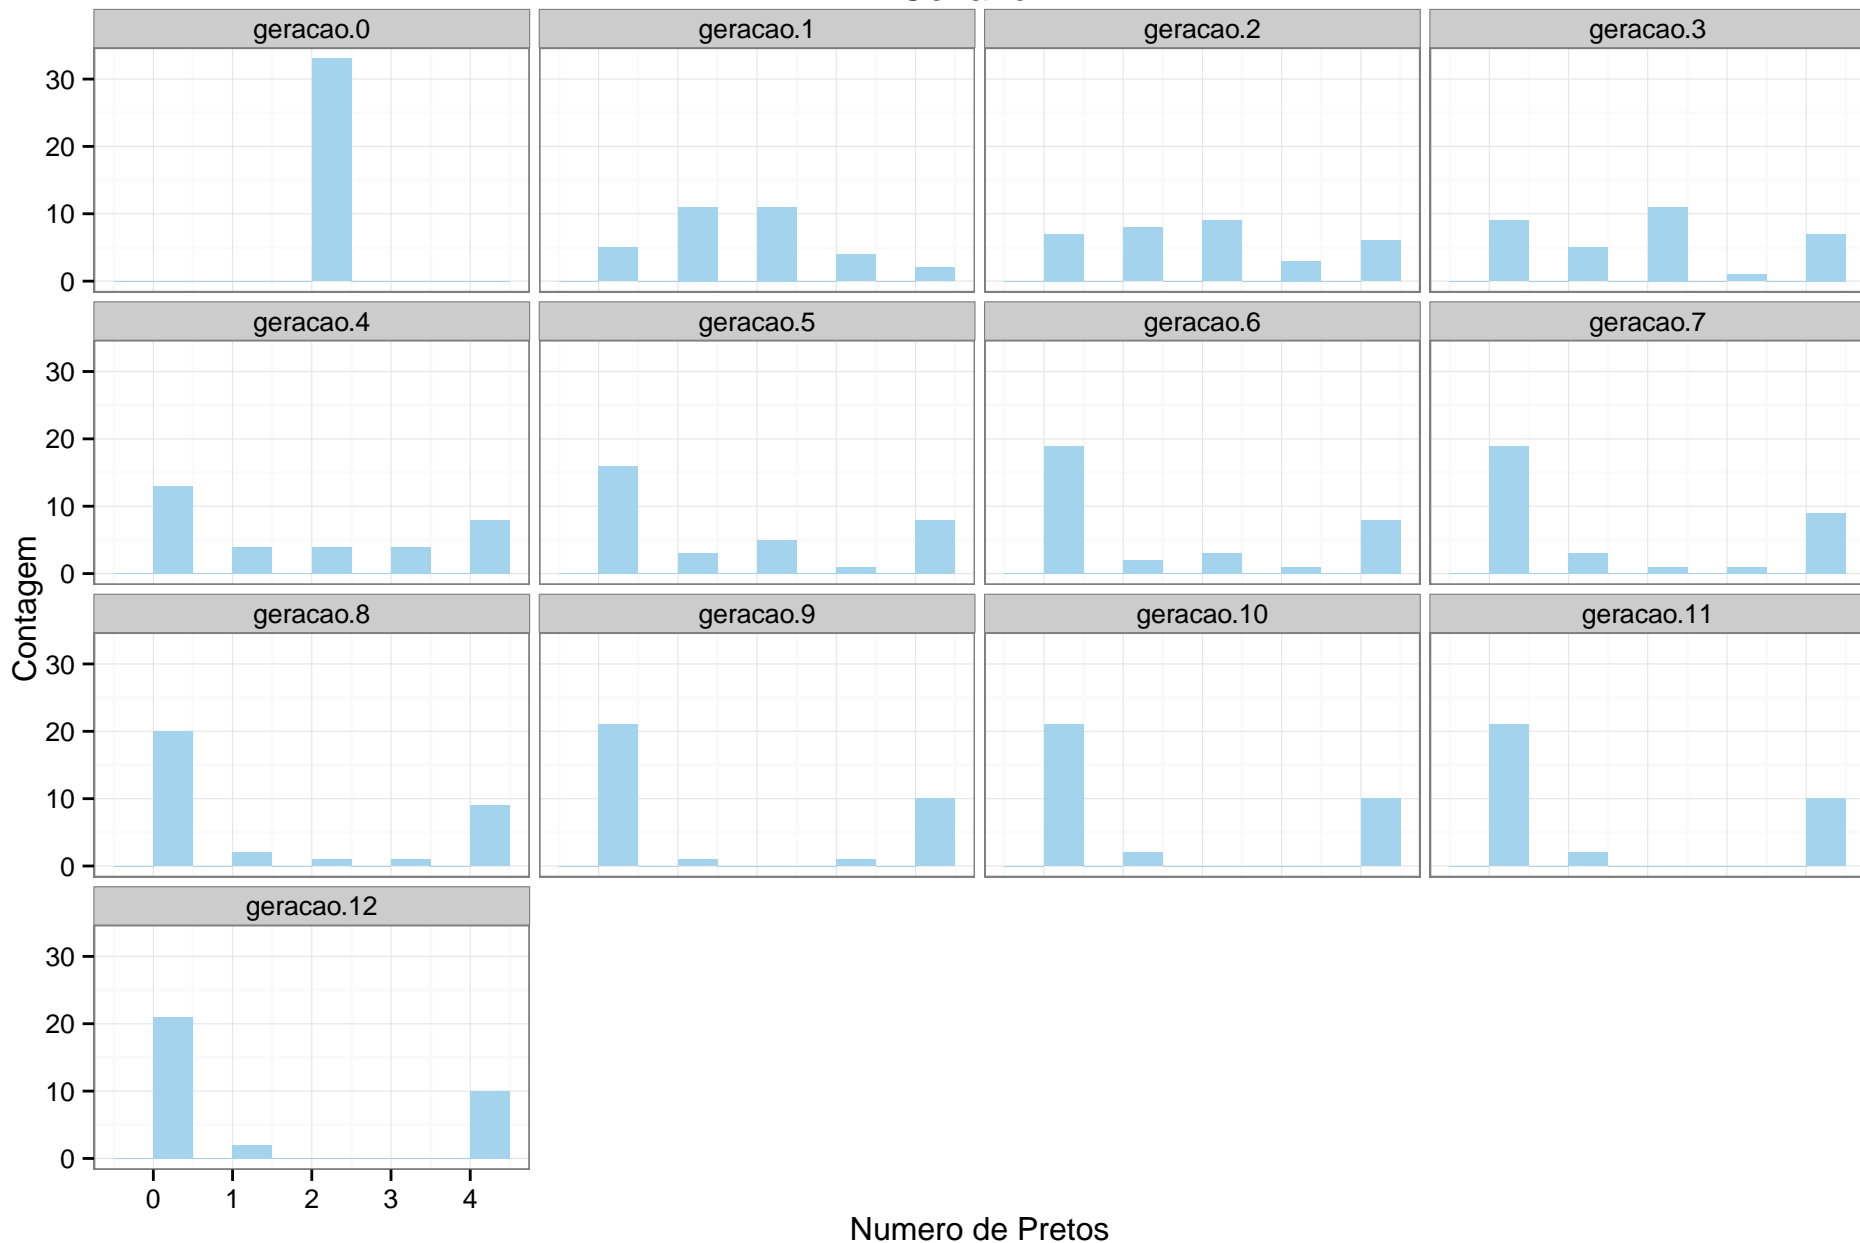 geracao.0 geracao.1 geracao.2 geracao.3
30
20
10
0
geracao.4 geracao.5 geracao.6 geracao.7
30
20
10
0
geracao.8 geracao.9 geracao.10 geracao.11
30
20
10
0
geracao.12
30
20
10
0
0 1 2 3 4
Contagem
Numero de Pretos